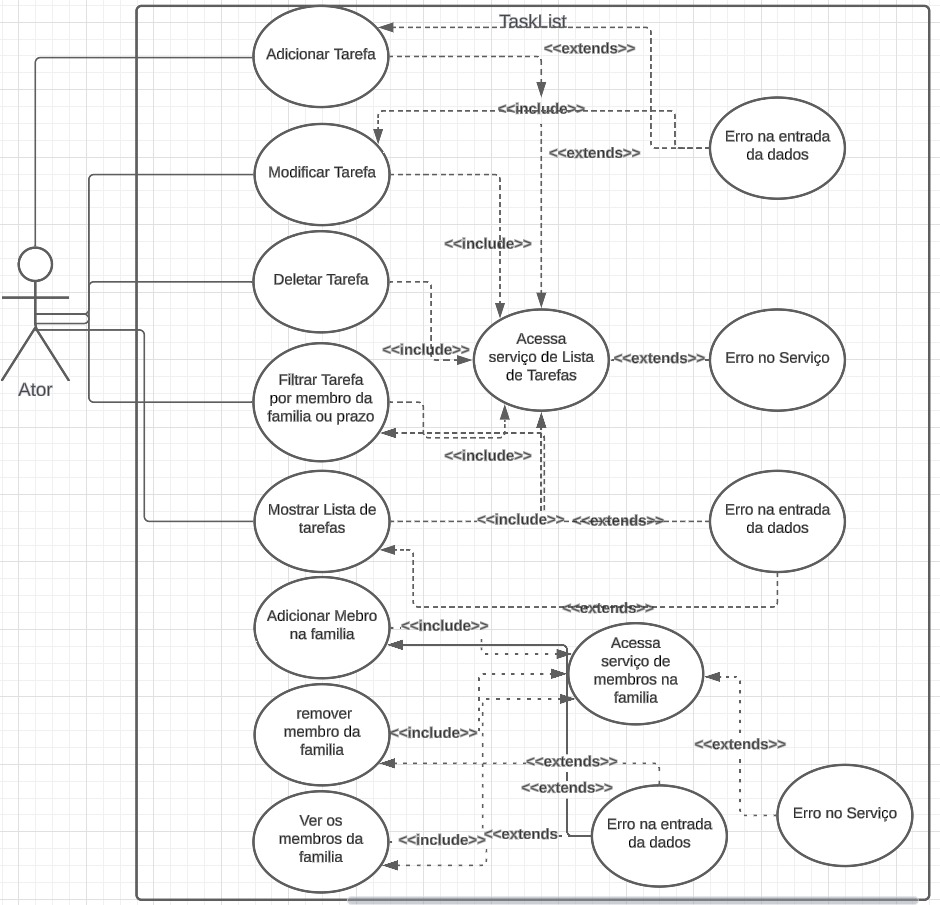 TaskList
Adicionar Tarefa
<<extends>>
<<include>>
Erro na entrada
da dados
<<extends>>
Modificar Tarefa
<<include>>
Deletar Tarefa
<<include>>
Acessa
serviço de Lista
de Tarefas
<<extends>>
Erro no Serviço
Ator
Filtrar Tarefa
por membro da
familia ou prazo
<<include>>
Mostrar Lista de
tarefas
<<include>>
<<extends>>
Erro na entrada
da dados
<<extends>>
Adicionar Mebro
na familia
<<include>>
Acessa
serviço de
membros na
familia
remover
membro da
familia
<<include>>
<<extends>>
<<extends>>
<<extends>>
Ver os
membros da
familia
<<include>>
<<extends
Erro na entrada
da dados
Erro no Serviço